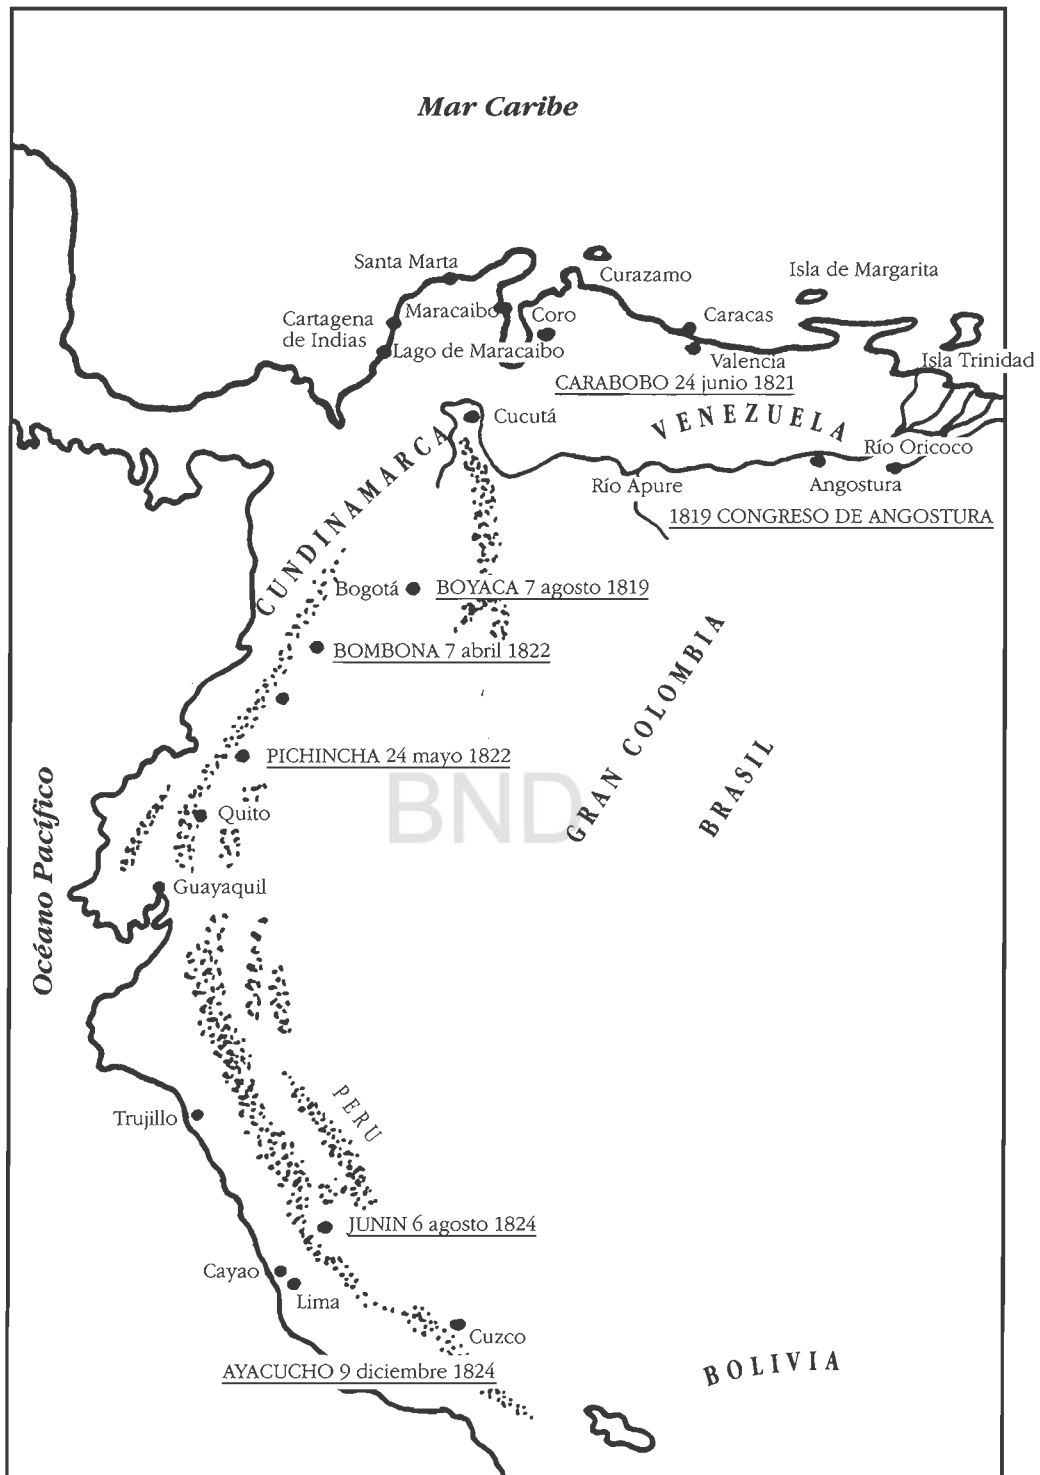 Mar Caribe
Santa Marta
Curazamo
Isla de Margarita
Cartagena
de Indias
Maracaibo
Coro
Caracas
Lago de Maracaibo
Valencia
Isla Trinidad
CARABOBO 24 junio 1821
Cucutá
VENEZUELA
Río Oricoco
Río Apure
Angostura
1819 CONGRESO DE ANGOSTURA
CUNDINAMARCA
Bogotá
BOYACA 7 agosto 1819
BOMBONA 7 abril 1822
GRAN COLOMBIA
BRASIL
PICHINCHA 24 mayo 1822
BND
Quito
Océano Pacífico
Guayaquil
PERU
Trujillo
JUNIN 6 agosto 1824
Cayao
Lima
Cuzco
BOLIVIA
AYACUCHO 9 diciembre 1824